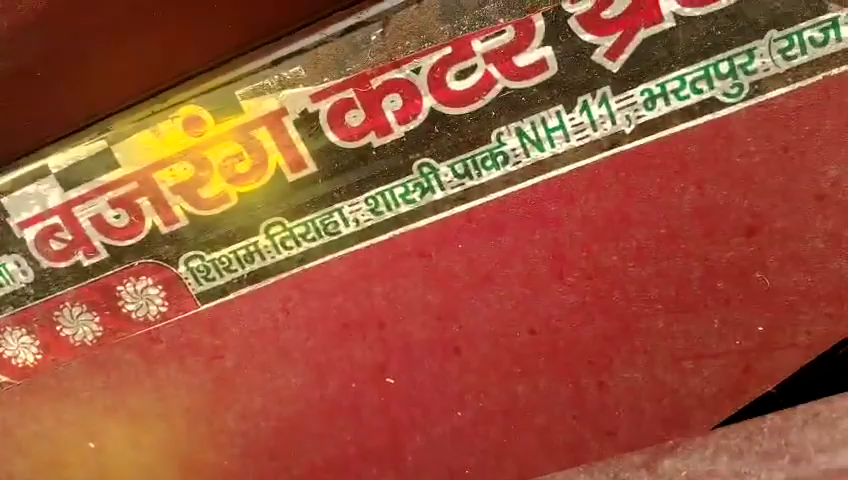 बजरंग कटर थ्रे
शिशम तिराहा, शास्त्री पार्क NH 11, भरतपुर (राज